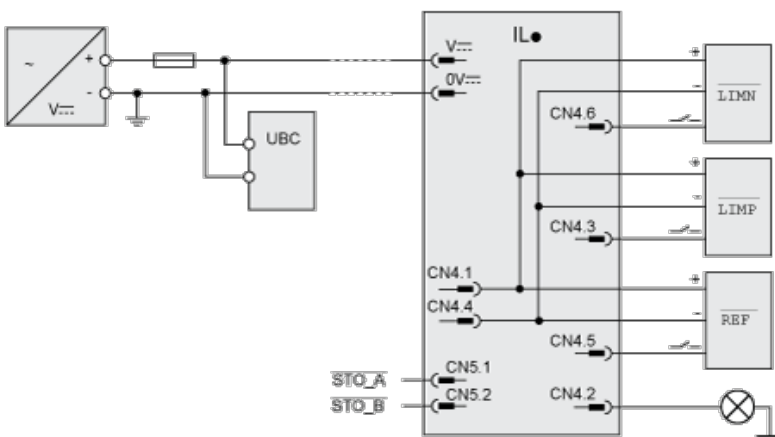 ~
+
-
V⎓
UBC
IL●
V⎓
0V⎓
CN4.6
+
-
LIMN
CN4.3
+
-
LIMP
CN4.1
CN4.4
CN4.5
+
-
REF
STO_A
CN5.1
STO_B
CN5.2
CN4.2